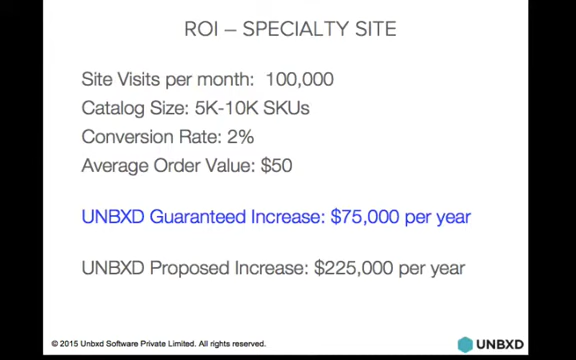 ROI – SPECIALTY SITE
Site Visits per month: 100,000
Catalog Size: 5K-10K SKUs
Conversion Rate: 2%
Average Order Value: $50
UNBXD Guaranteed Increase: $75,000 per year
UNBXD Proposed Increase: $225,000 per year
© 2015 Unbxd Software Private Limited. All rights reserved.
UNBXD